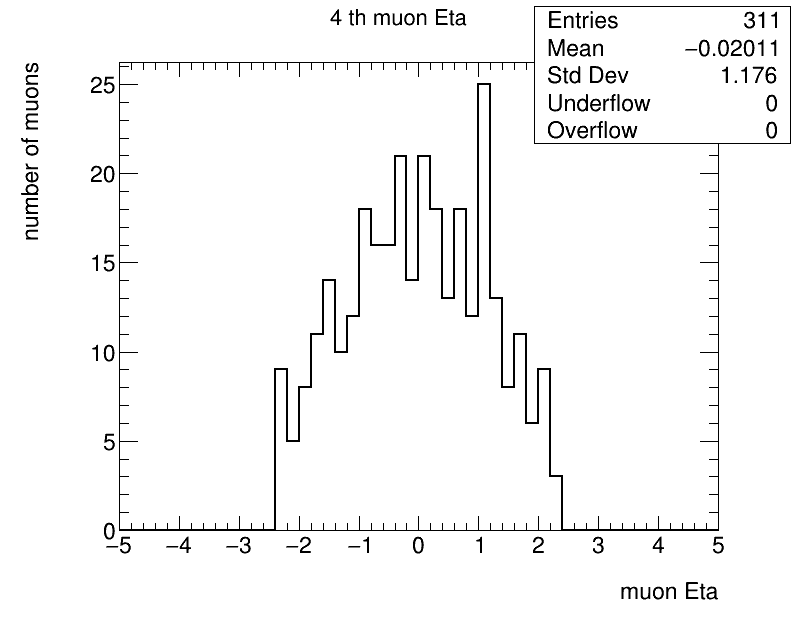 4 th muon Eta
Entries 311
Mean −0.02011
Std Dev 1.176
Underflow 0
Overflow 0
number of muons
25
20
15
10
5
0
−5 −4 −3 −2 −1 0 1 2 3 4 5
muon Eta